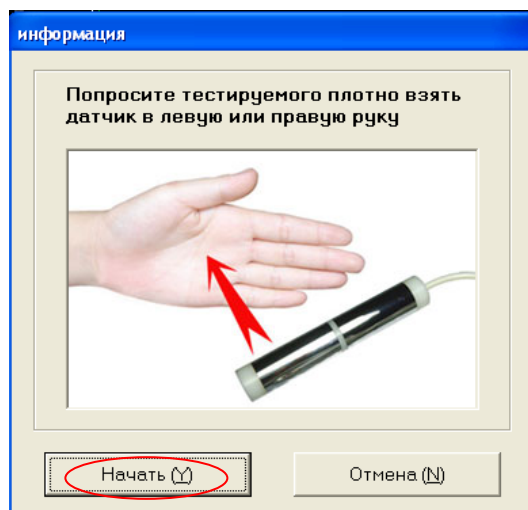 информация
Попросите тестируемого плотно взять
датчик в левую или правую руку
Начать (Y)
Отмена (N)